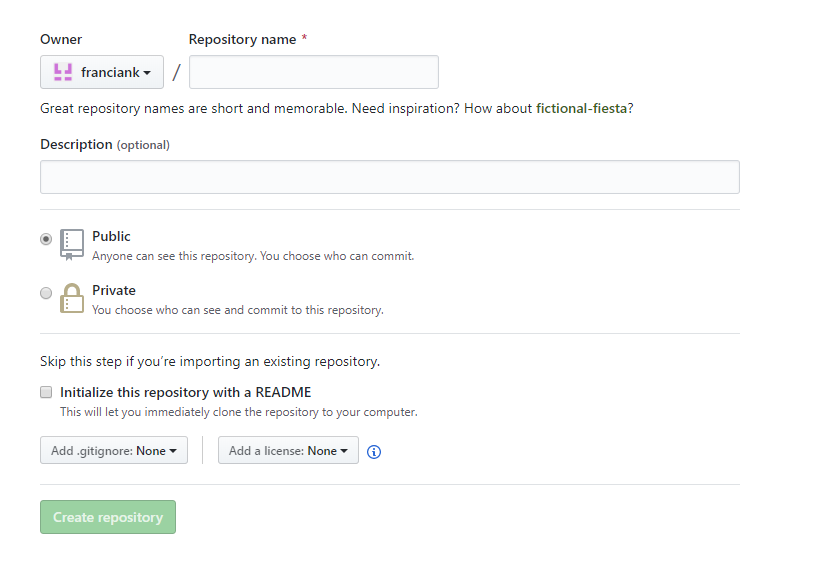 Owner
Repository name *
franciank
/
Great repository names are short and memorable. Need inspiration? How about fictional-fiesta?
Description (optional)
Public
Anyone can see this repository. You choose who can commit.
Private
You choose who can see and commit to this repository.
Skip this step if you’re importing an existing repository.
Initialize this repository with a README
This will let you immediately clone the repository to your computer.
Add .gitignore: None
Add a license: None
Create repository